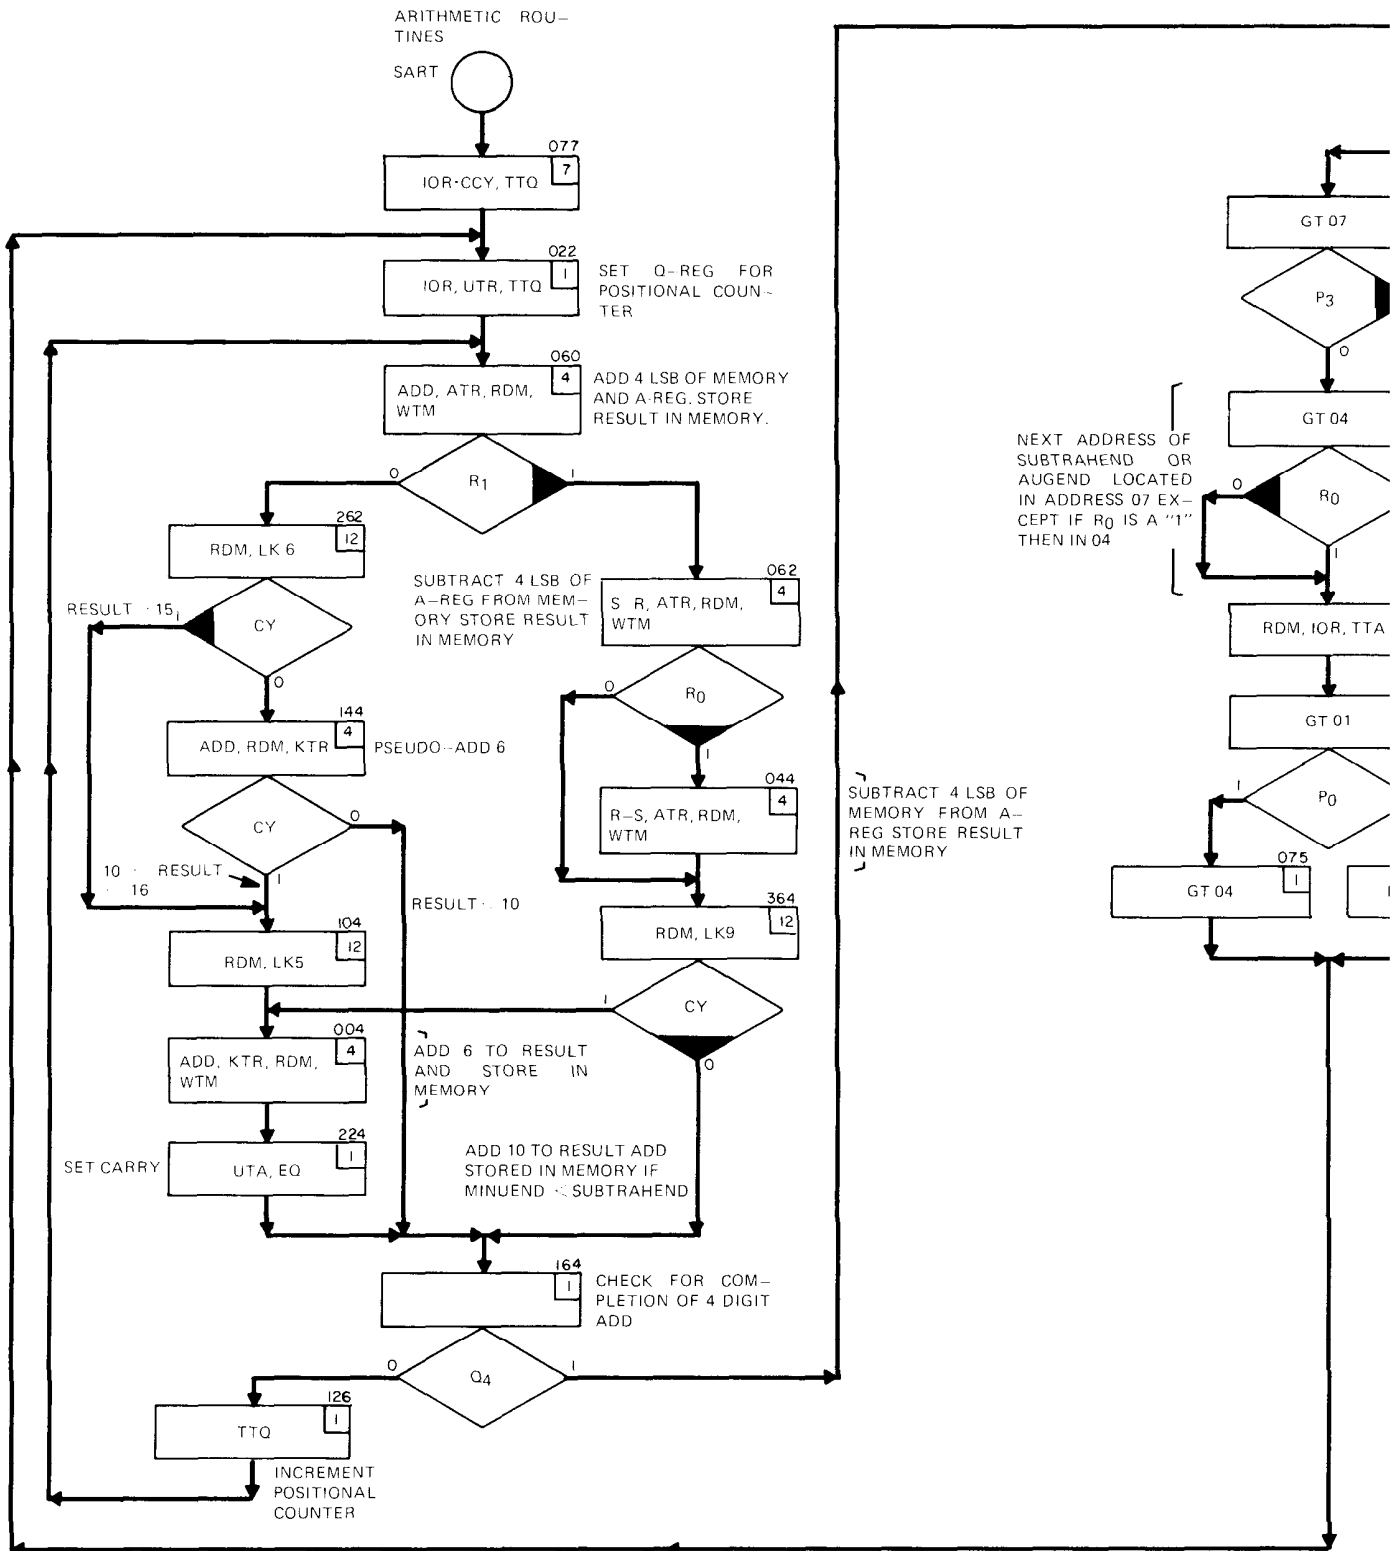 ARITHMETIC ROU-
TINES
SART
077
7
IOR·CCY, TTQ
022
1
IOR, UTR, TTQ
SET Q-REG FOR
POSITIONAL COUN-
TER
060
4
ADD, ATR, RDM,
WTM
ADD 4 LSB OF MEMORY
AND A-REG. STORE
RESULT IN MEMORY.
0
R1
1
262
12
RDM, LK 6
RESULT 15
1
CY
0
144
4
ADD, RDM, KTR
PSEUDO-ADD 6
CY
0
1
10 RESULT
16
RESULT 10
104
12
RDM, LK5
004
4
ADD, KTR, RDM,
WTM
ADD 6 TO RESULT
AND STORE IN
MEMORY
SET CARRY
224
1
UTA, EQ
SUBTRACT 4 LSB OF
A-REG FROM MEM-
ORY STORE RESULT
IN MEMORY
062
4
S R, ATR, RDM,
WTM
0
R0
1
044
4
R-S, ATR, RDM,
WTM
SUBTRACT 4 LSB OF
MEMORY FROM A-
REG STORE RESULT
IN MEMORY
364
12
RDM, LK9
1
CY
0
ADD 10 TO RESULT ADD
STORED IN MEMORY IF
MINUEND < SUBTRAHEND
164
1
CHECK FOR COM-
PLETION OF 4 DIGIT
ADD
0
Q4
1
126
1
TTQ
INCREMENT
POSITIONAL
COUNTER
GT 07
P3
0
GT 04
NEXT ADDRESS OF
SUBTRAHEND OR
AUGEND LOCATED
IN ADDRESS 07 EX-
CEPT IF R0 IS A "1"
THEN IN 04
0
R0
1
RDM, IOR, TTA
GT 01
1
P0
075
1
GT 04